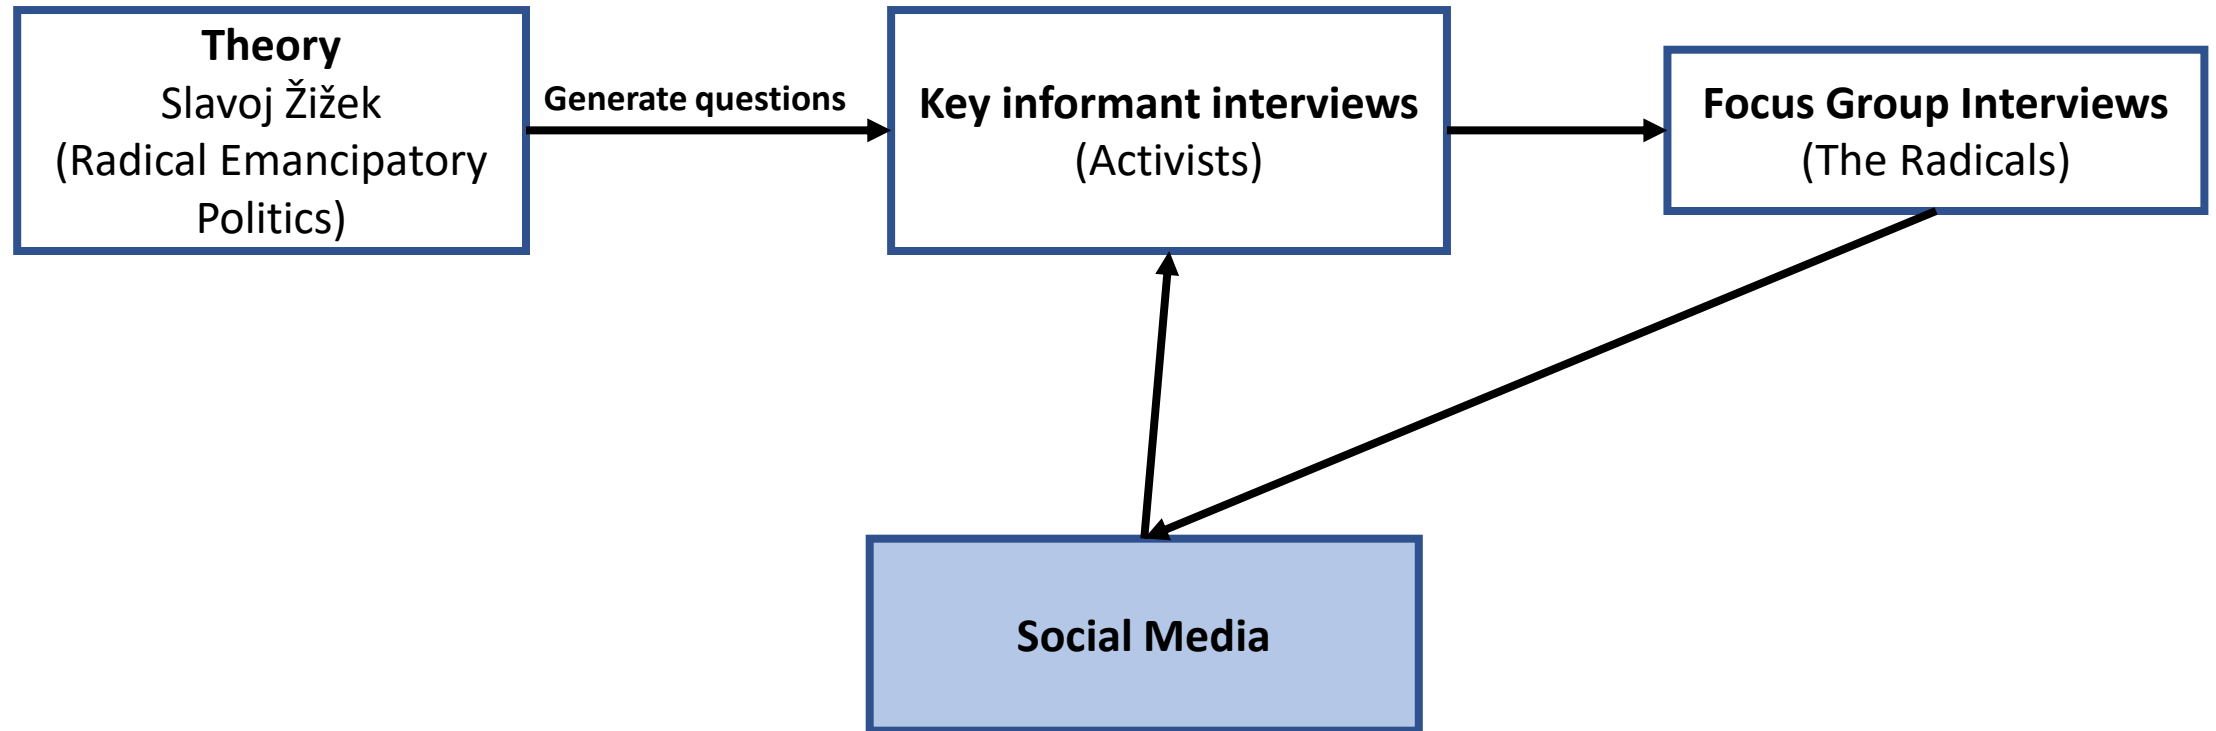 Theory
Slavoj Žižek
(Radical Emancipatory
Politics)
Generate questions
Key informant interviews
(Activists)
Focus Group Interviews
(The Radicals)
Social Media